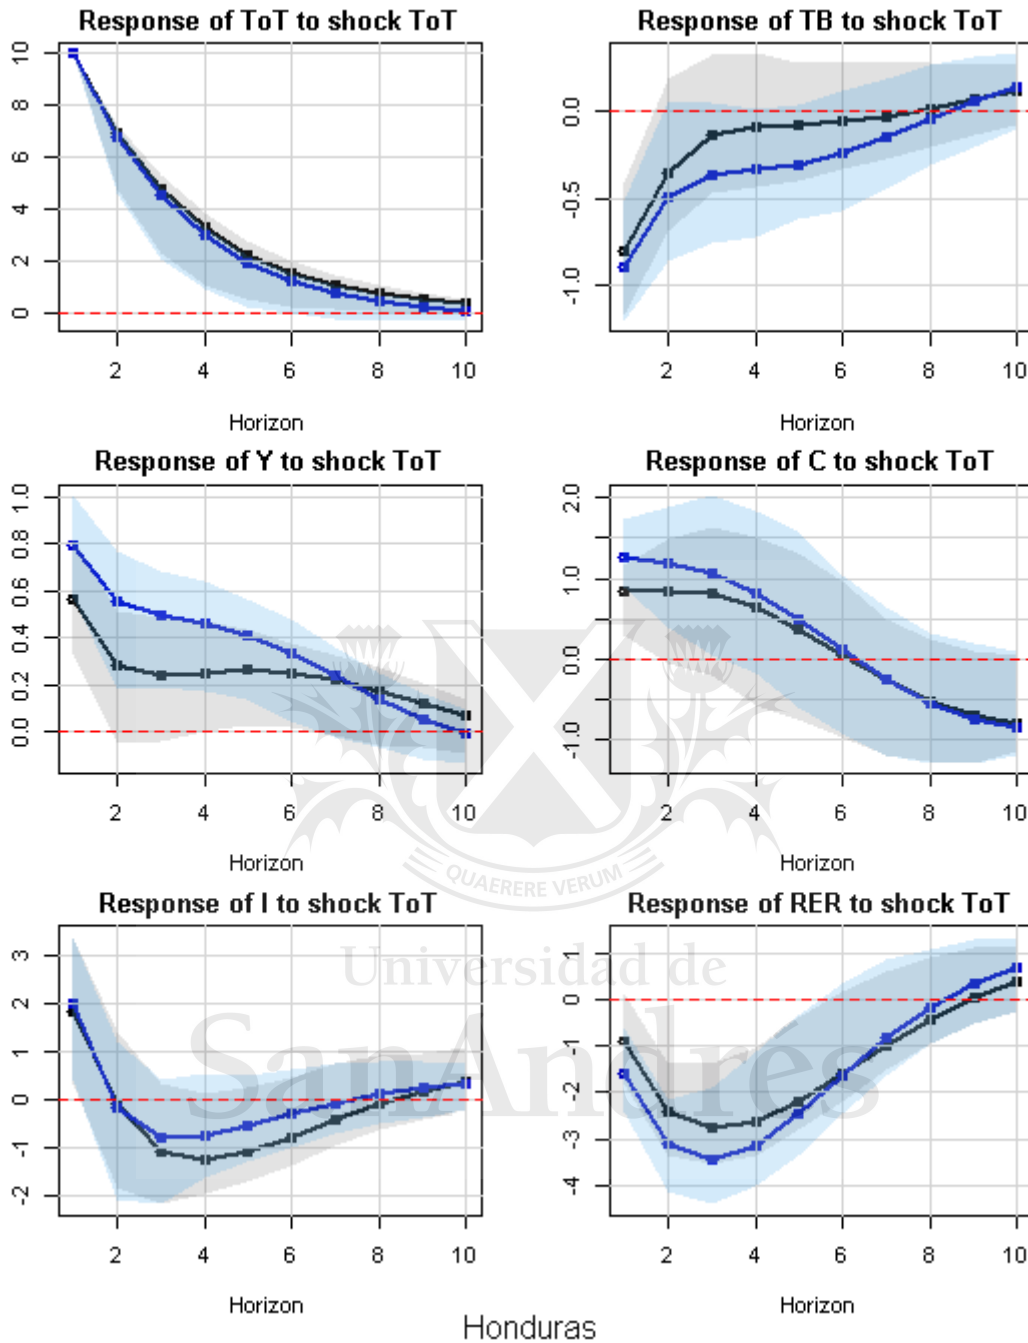 Response of ToT to shock ToT
Response of TB to shock ToT
10
8
6
4
2
0
0.0
-0.5
-1.0
2 4 6 8 10
2 4 6 8 10
Horizon
Horizon
Response of Y to shock ToT
Response of C to shock ToT
1.0
0.8
0.6
0.4
0.2
0.0
2.0
1.0
0.0
-1.0
2 4 6 8 10
2 4 6 8 10
Horizon
Horizon
QUAERERE VERUM
Response of I to shock ToT
Response of RER to shock ToT
Universidad de
SanAndrés
3
2
1
0
-1
-2
1
0
-1
-2
-3
-4
2 4 6 8 10
2 4 6 8 10
Horizon
Horizon
Honduras